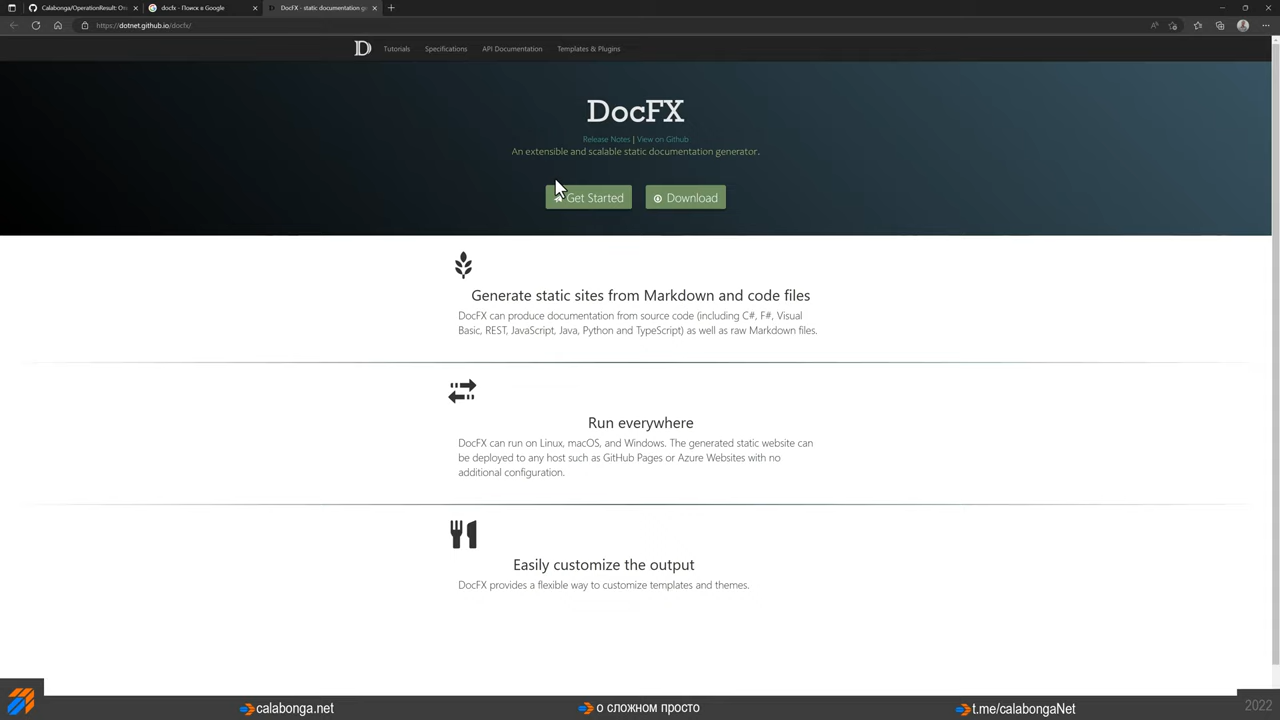 Calabonga/OperationResult: Ope
docfx - Поиск в Google
DocFX - static documentation ge
https://dotnet.github.io/docfx/
Tutorials
Specifications
API Documentation
Templates & Plugins
DocFX
Release Notes | View on Github
An extensible and scalable static documentation generator.
Get Started
Download
Generate static sites from Markdown and code files
DocFX can produce documentation from source code (including C#, F#, Visual
Basic, REST, JavaScript, Java, Python and TypeScript) as well as raw Markdown files.
Run everywhere
DocFX can run on Linux, macOS, and Windows. The generated static website can
be deployed to any host such as GitHub Pages or Azure Websites with no
additional configuration.
Easily customize the output
DocFX provides a flexible way to customize templates and themes.
calabonga.net
о сложном просто
t.me/calabongaNet
2022